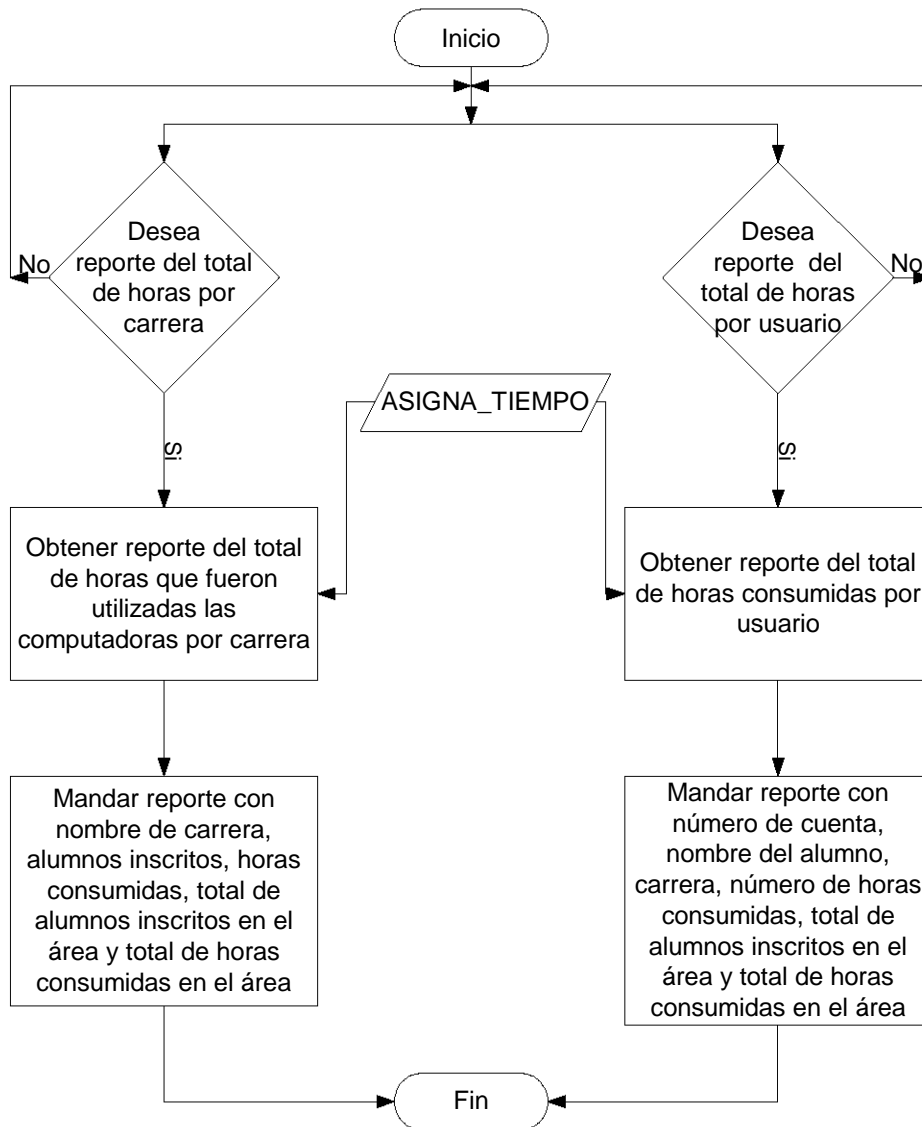 Inicio
Desea
reporte del total
de horas por
carrera
No
Si
Desea
reporte del
total de horas
por usuario
No
Si
ASIGNA_TIEMPO
Obtener reporte del total
de horas que fueron
utilizadas las
computadoras por carrera
Obtener reporte del total
de horas consumidas por
usuario
Mandar reporte con
nombre de carrera,
alumnos inscritos, horas
consumidas, total de
alumnos inscritos en el
área y total de horas
consumidas en el área
Mandar reporte con
número de cuenta,
nombre del alumno,
carrera, número de horas
consumidas, total de
alumnos inscritos en el
área y total de horas
consumidas en el área
Fin